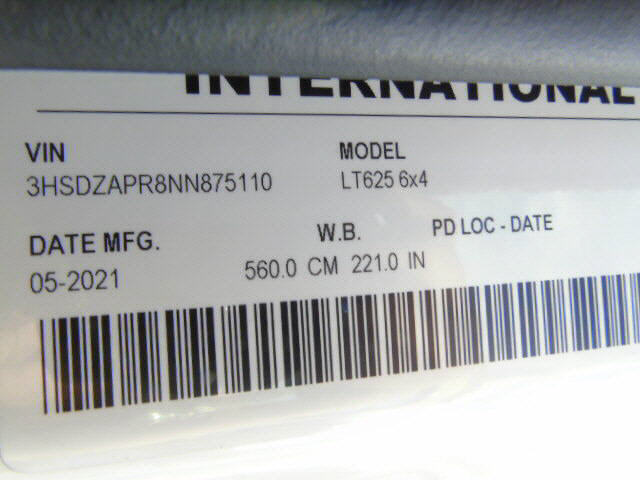 INTERNATIONAL
VIN MODEL
3HSDZAPR8NN875110 LT625 6x4
DATE MFG. W.B. PD LOC - DATE
05-2021 560.0 CM 221.0 IN